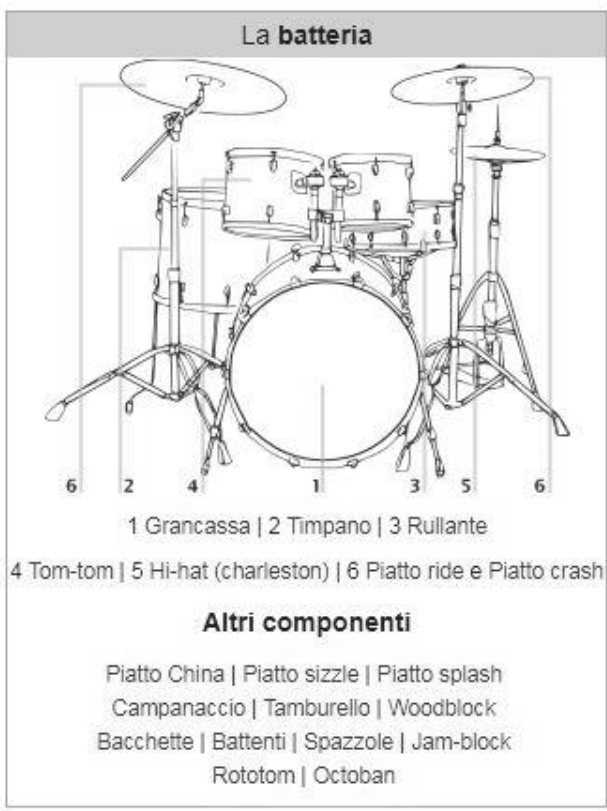 La batteria
6 2 4 1 3 5 6
1 Grancassa | 2 Timpano | 3 Rullante
4 Tom-tom | 5 Hi-hat (charleston) | 6 Piatto ride e Piatto crash
Altri componenti
Piatto China | Piatto sizzle | Piatto splash
Campanaccio | Tamburello | Woodblock
Bacchette | Battenti | Spazzole | Jam-block
Rototom | Octoban